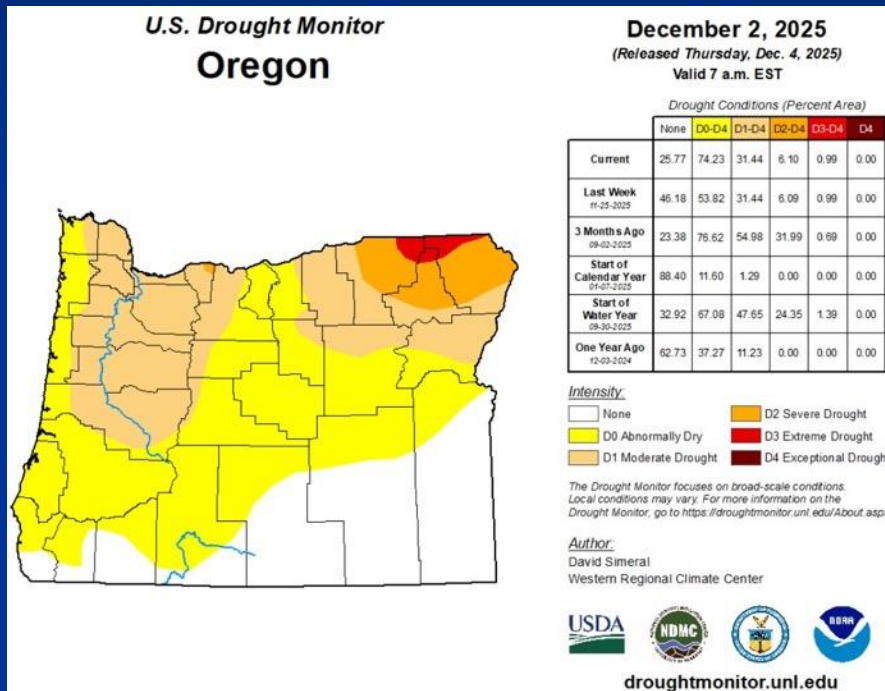 U.S. Drought Monitor
Oregon
December 2, 2025
(Released Thursday, Dec. 4, 2025)
Valid 7 a.m. EST
Drought Conditions (Percent Area)
None D0-D4 D1-D4 D2-D4 D3-D4 D4
Current 25.77 74.23 31.44 6.10 0.99 0.00
Last Week
11-25-2025
46.18 53.82 31.44 6.09 0.99 0.00
3 Months Ago
09-02-2025
23.38 76.62 54.98 31.99 0.69 0.00
Start of
Calendar Year
01-07-2025
88.40 11.60 1.29 0.00 0.00 0.00
Start of
Water Year
09-30-2025
32.92 67.08 47.65 24.35 1.39 0.00
One Year Ago
12-03-2024
62.73 37.27 11.23 0.00 0.00 0.00
Intensity:
None
D0 Abnormally Dry
D1 Moderate Drought
D2 Severe Drought
D3 Extreme Drought
D4 Exceptional Drough
The Drought Monitor focuses on broad-scale conditions.
Local conditions may vary. For more information on the
Drought Monitor, go to https://droughtmonitor.unl.edu/About.asp
Author:
David Simeral
Western Regional Climate Center
USDA
NDMC
NOAA
droughtmonitor.unl.edu